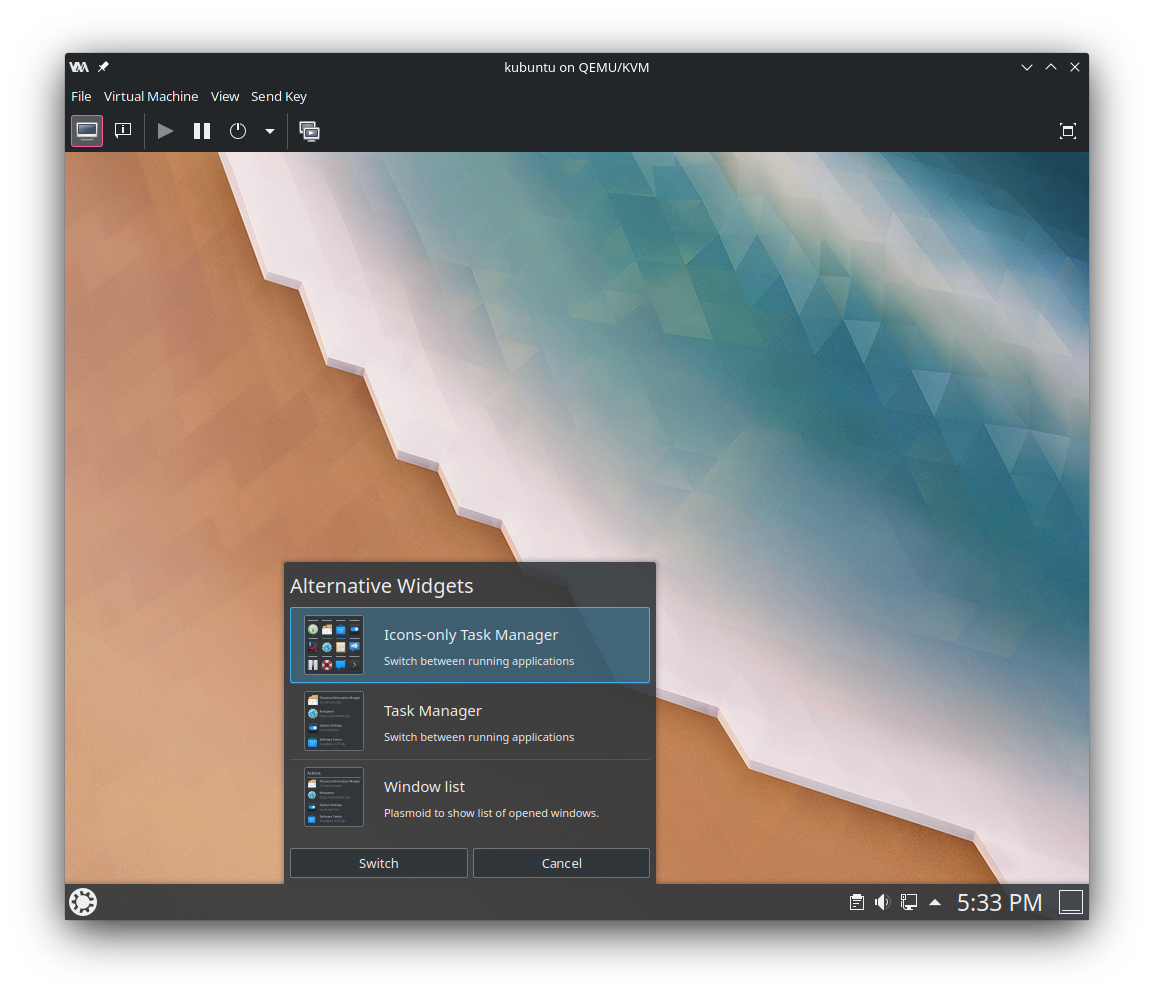 kubuntu on QEMU/KVM
File Virtual Machine View Send Key
Alternative Widgets
Icons-only Task Manager
Switch between running applications
Task Manager
Switch between running applications
Actions
Window list
Plasmoid to show list of opened windows.
Switch Cancel
5:33 PM